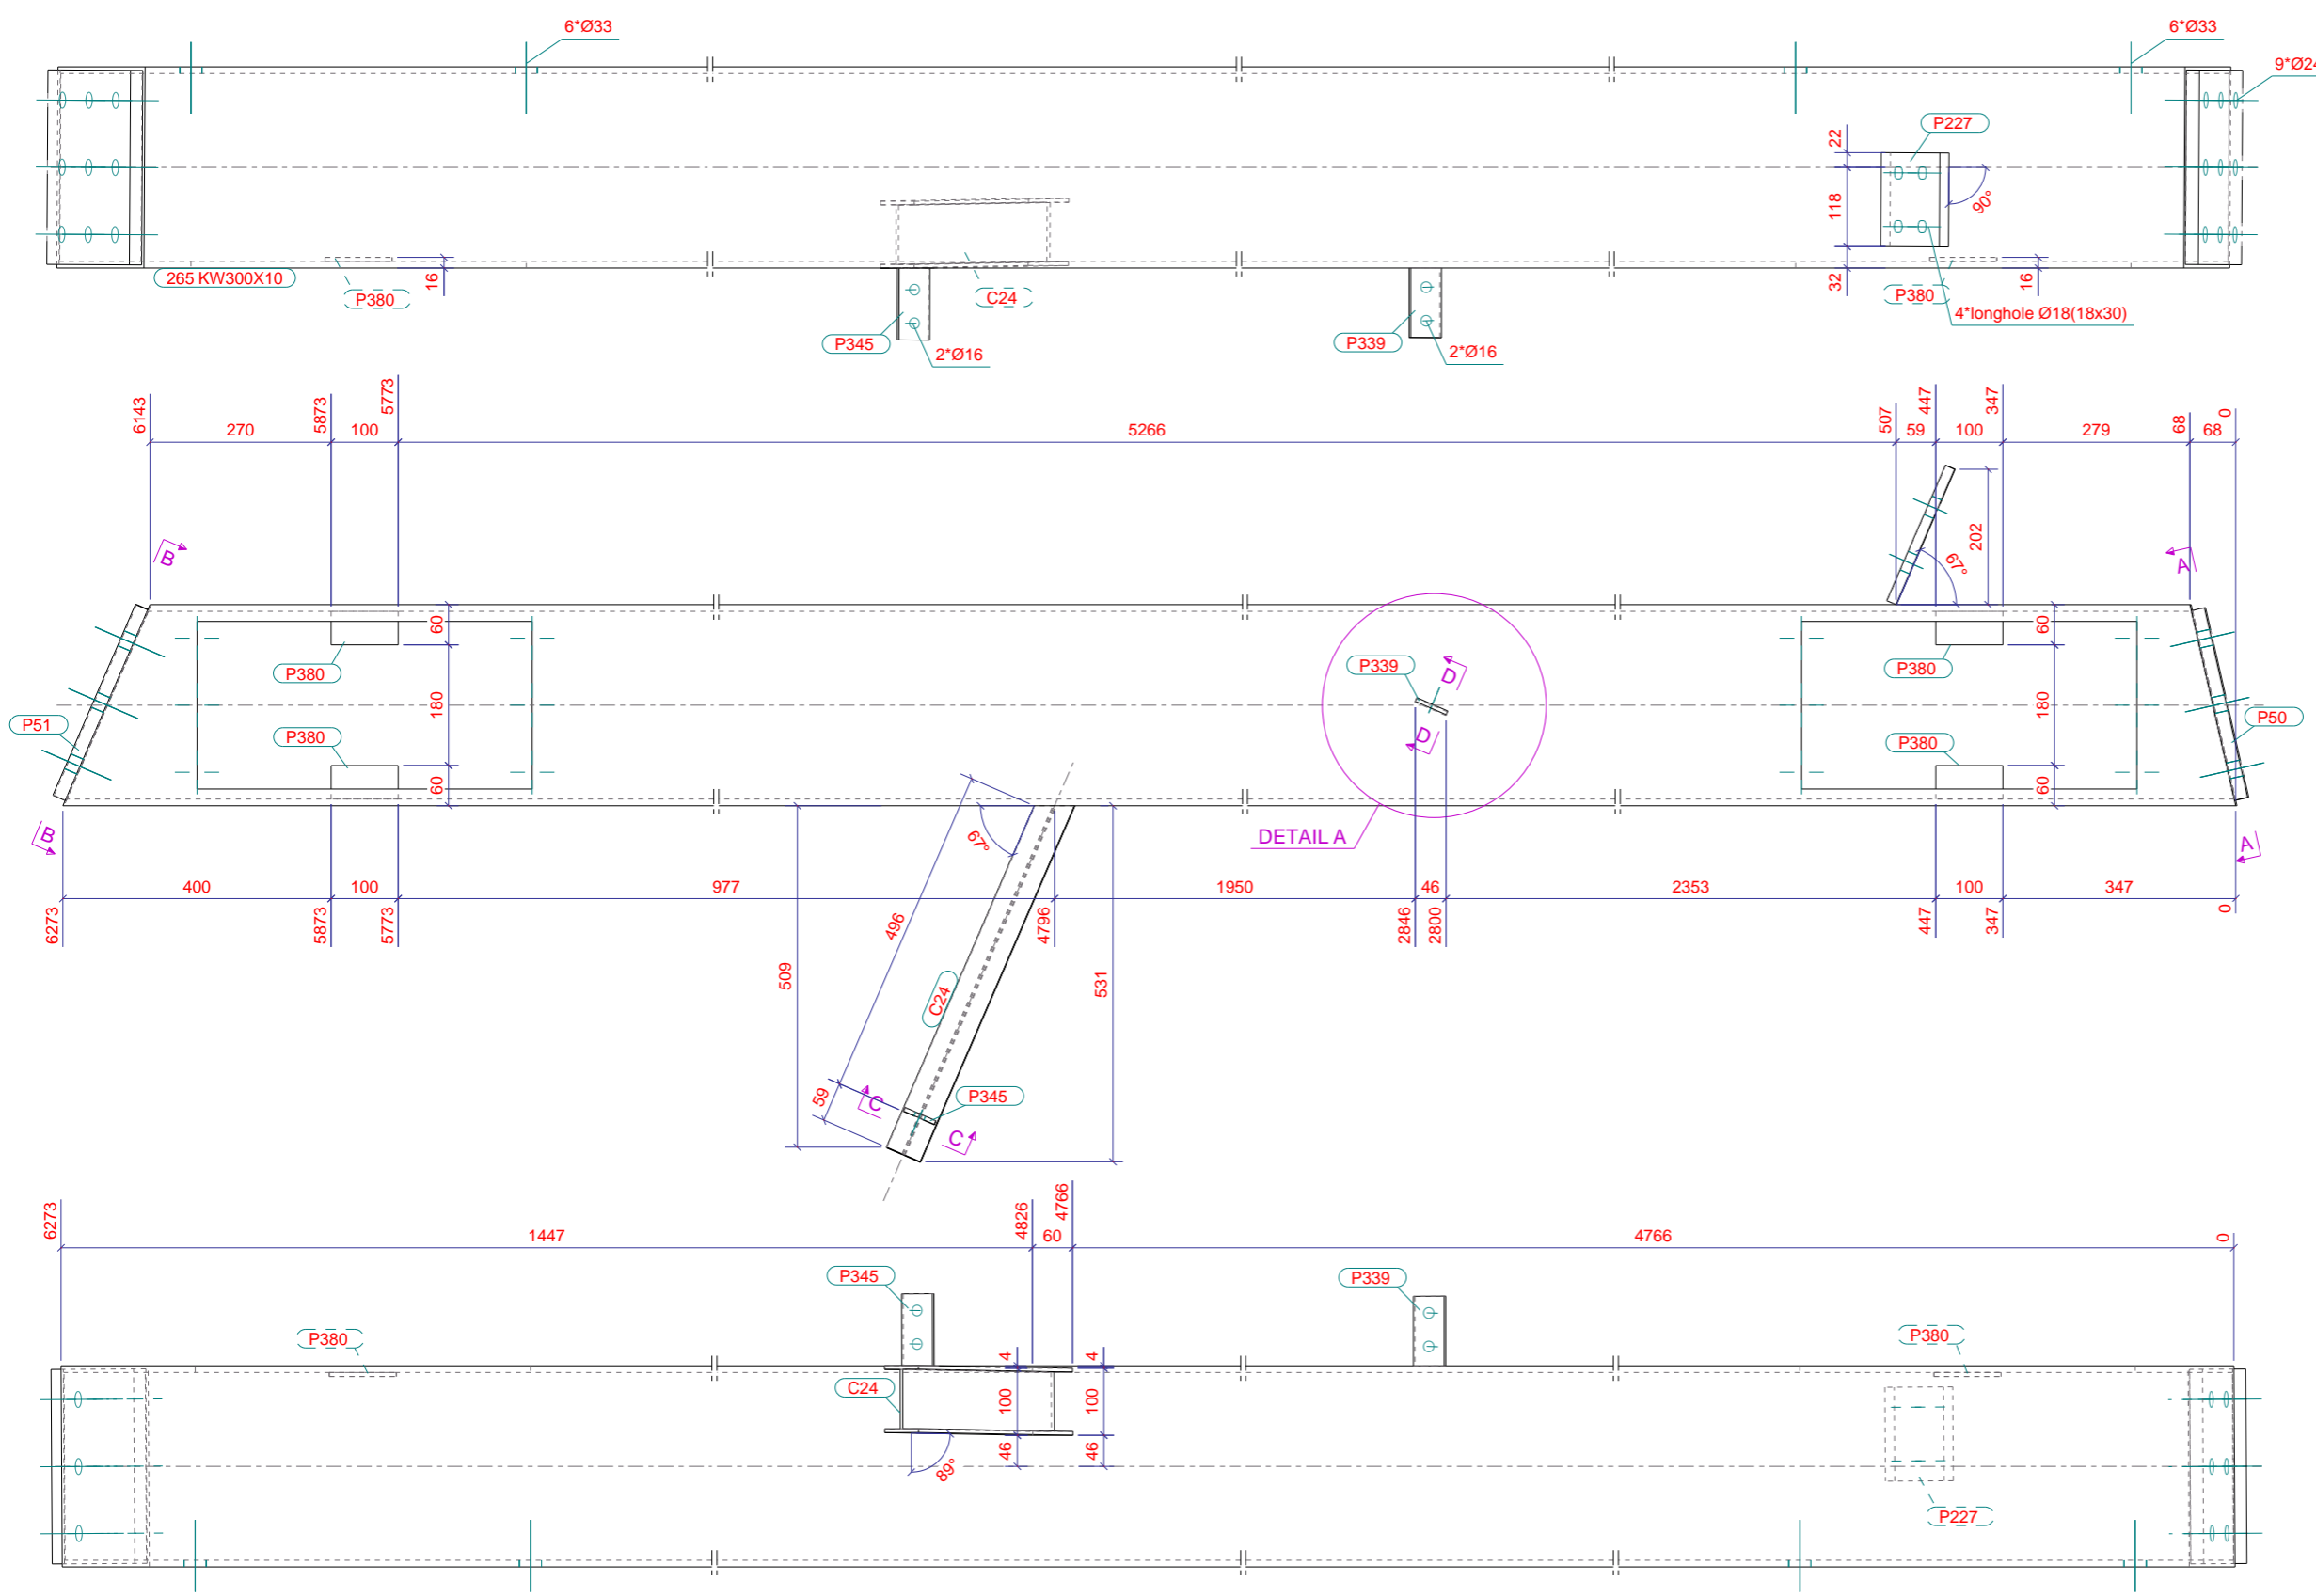 6*Ø33
6*Ø33
9*Ø24
P227
22
118
32
90°
265 KW300X10
P380
16
C24
P345
2*Ø16
P339
2*Ø16
P380
16
4*longhole Ø18(18x30)
6143
270
5873
100
5773
5266
507
59
447
100
347
279
68
68
0
202
67°
B
A
60
P380
180
P380
60
P51
P339
D
D
60
P380
180
P380
60
P50
B
A
67°
DETAIL A
400
100
977
1950
46
2353
100
347
6273
5873
5773
4796
2846
2800
447
347
0
496
509
C24
531
59
C
P345
C
6273
1447
4826
60
4766
4766
0
P345
P339
P380
P380
4
4
C24
100
100
46
46
89°
P227